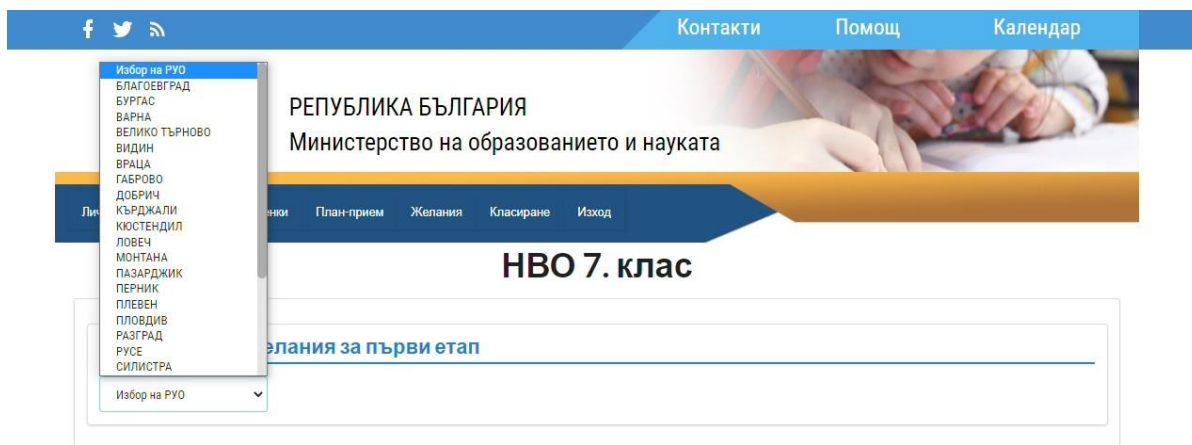 Контакти Помощ Календар
Избор на РУО
БЛАГОЕВГРАД
БУРГАС
ВАРНА
ВЕЛИКО ТЪРНОВО
ВИДИН
ВРАЦА
ГАБРОВО
ДОБРИЧ
КЪРДЖАЛИ
КЮСТЕНДИЛ
ЛОВЕЧ
МОНТАНА
ПАЗАРДЖИК
ПЕРНИК
ПЛЕВЕН
ПЛОВДИВ
РАЗГРАД
РУСЕ
СИЛИСТРА
РЕПУБЛИКА БЪЛГАРИЯ
Министерство на образованието и науката
План-прием Желания Класиране Изход
НВО 7. клас
за първи етап
Избор на РУО